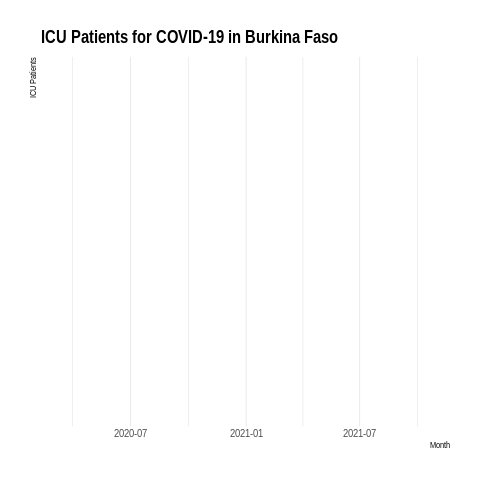 ICU Patients for COVID-19 in Burkina Faso
ICU Patients
2020-07
2021-01
2021-07
Month